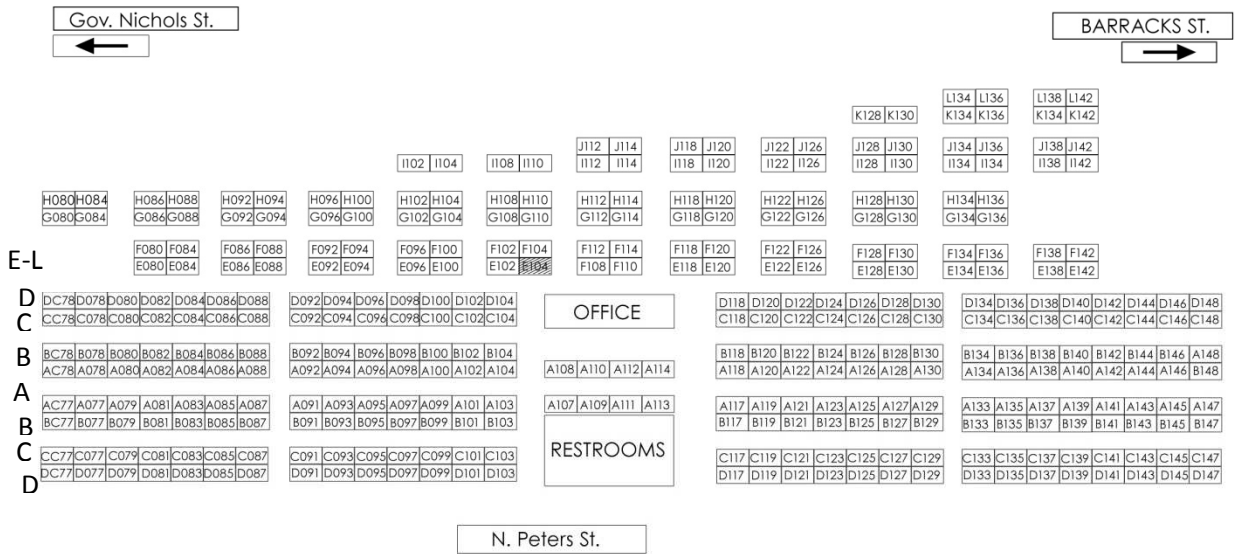 Gov. Nichols St.
BARRACKS ST.
L134 L136 L138 L142
K128 K130 K134 K136 K134 K142
J112 J114 J118 J120 J122 J126 J128 J130 J134 J136 J138 J142
I102 I104 I108 I110 I112 I114 I118 I120 I122 I126 I128 I130 I134 I134 I138 I142
H080 H084 H086 H088 H092 H094 H096 H100 H102 H104 H108 H110 H112 H114 H118 H120 H122 H126 H128 H130 H134 H136
G080 G084 G086 G088 G092 G094 G096 G100 G102 G104 G108 G110 G112 G114 G118 G120 G122 G126 G128 G130 G134 G136
F080 F084 F086 F088 F092 F094 F096 F100 F102 F104 F112 F114 F118 F120 F122 F126 F128 F130 F134 F136 F138 F142
E-L
E080 E084 E086 E088 E092 E094 E096 E100 E102 E104 F108 F110 E118 E120 E122 E126 E128 E130 E134 E136 E138 E142
D DC78 D078 D080 D082 D084 D086 D088 D092 D094 D096 D098 D100 D102 D104 OFFICE D118 D120 D122 D124 D126 D128 D130 D134 D136 D138 D140 D142 D144 D146 D148
C CC78 C078 C080 C082 C084 C086 C088 C092 C094 C096 C098 C100 C102 C104 C118 C120 C122 C124 C126 C128 C130 C134 C136 C138 C140 C142 C144 C146 C148
B BC78 B078 B080 B082 B084 B086 B088 B092 B094 B096 B098 B100 B102 B104 B118 B120 B122 B124 B126 B128 B130 B134 B136 B138 B140 B142 B144 B146 A148
AC78 A078 A080 A082 A084 A086 A088 A092 A094 A096 A098 A100 A102 A104 A108 A110 A112 A114 A118 A120 A122 A124 A126 A128 A130 A134 A136 A138 A140 A142 A144 A146 B148
A
AC77 A077 A079 A081 A083 A085 A087 A091 A093 A095 A097 A099 A101 A103 A107 A109 A111 A113 A117 A119 A121 A123 A125 A127 A129 A133 A135 A137 A139 A141 A143 A145 A147
B BC77 B077 B079 B081 B083 B085 B087 B091 B093 B095 B097 B099 B101 B103 B117 B119 B121 B123 B125 B127 B129 B133 B135 B137 B139 B141 B143 B145 B147
C CC77 C077 C079 C081 C083 C085 C087 C091 C093 C095 C097 C099 C101 C103 RESTROOMS C117 C119 C121 C123 C125 C127 C129 C133 C135 C137 C139 C141 C143 C145 C147
D DC77 D077 D079 D081 D083 D085 D087 D091 D093 D095 D097 D099 D101 D103 D117 D119 D121 D123 D125 D127 D129 D133 D135 D137 D139 D141 D143 D145 D147
N. Peters St.